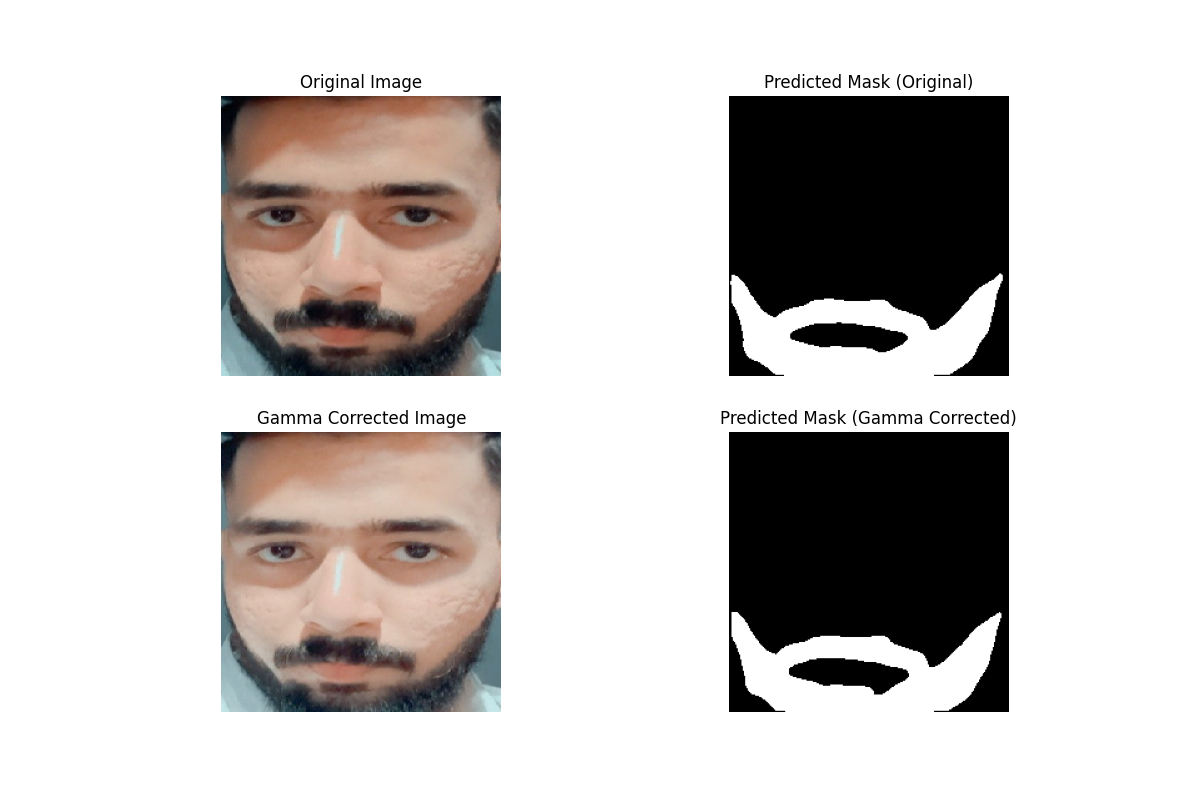 Original Image
Predicted Mask (Original)
Gamma Corrected Image
Predicted Mask (Gamma Corrected)